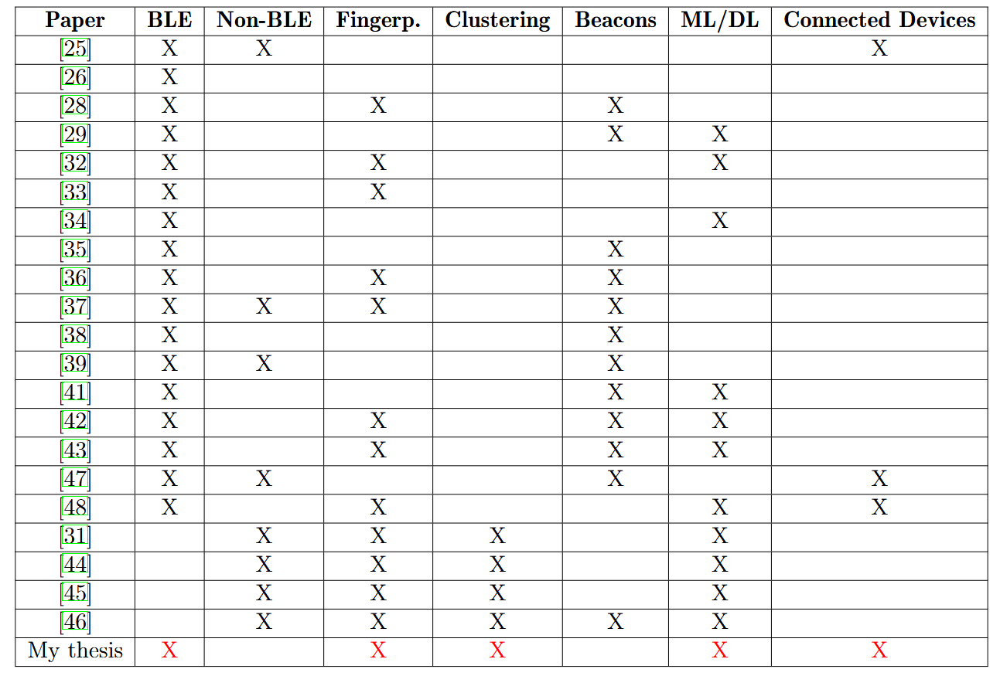 Paper BLE Non-BLE Fingerp. Clustering Beacons ML/DL Connected Devices
[25] X X X
[26] X
[28] X X X
[29] X X X
[32] X X X
[33] X X
[34] X X
[35] X X
[36] X X X
[37] X X X X
[38] X X
[39] X X X
[41] X X X
[42] X X X X
[43] X X X X
[47] X X X X
[48] X X X X
[31] X X X X
[44] X X X X
[45] X X X X
[46] X X X X X
My thesis X X X X X